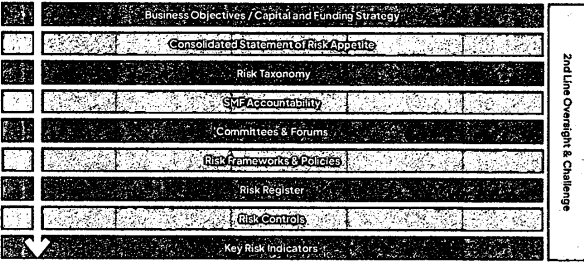 Business Objectives / Capital and Funding Strategy
Consolidated Statement of Risk Appetite
Risk Taxonomy
SMF Accountability
Committees & Forums
Risk Frameworks & Policies
Risk Register
Risk Controls
Key Risk Indicators
2nd Line Oversight & Challenge